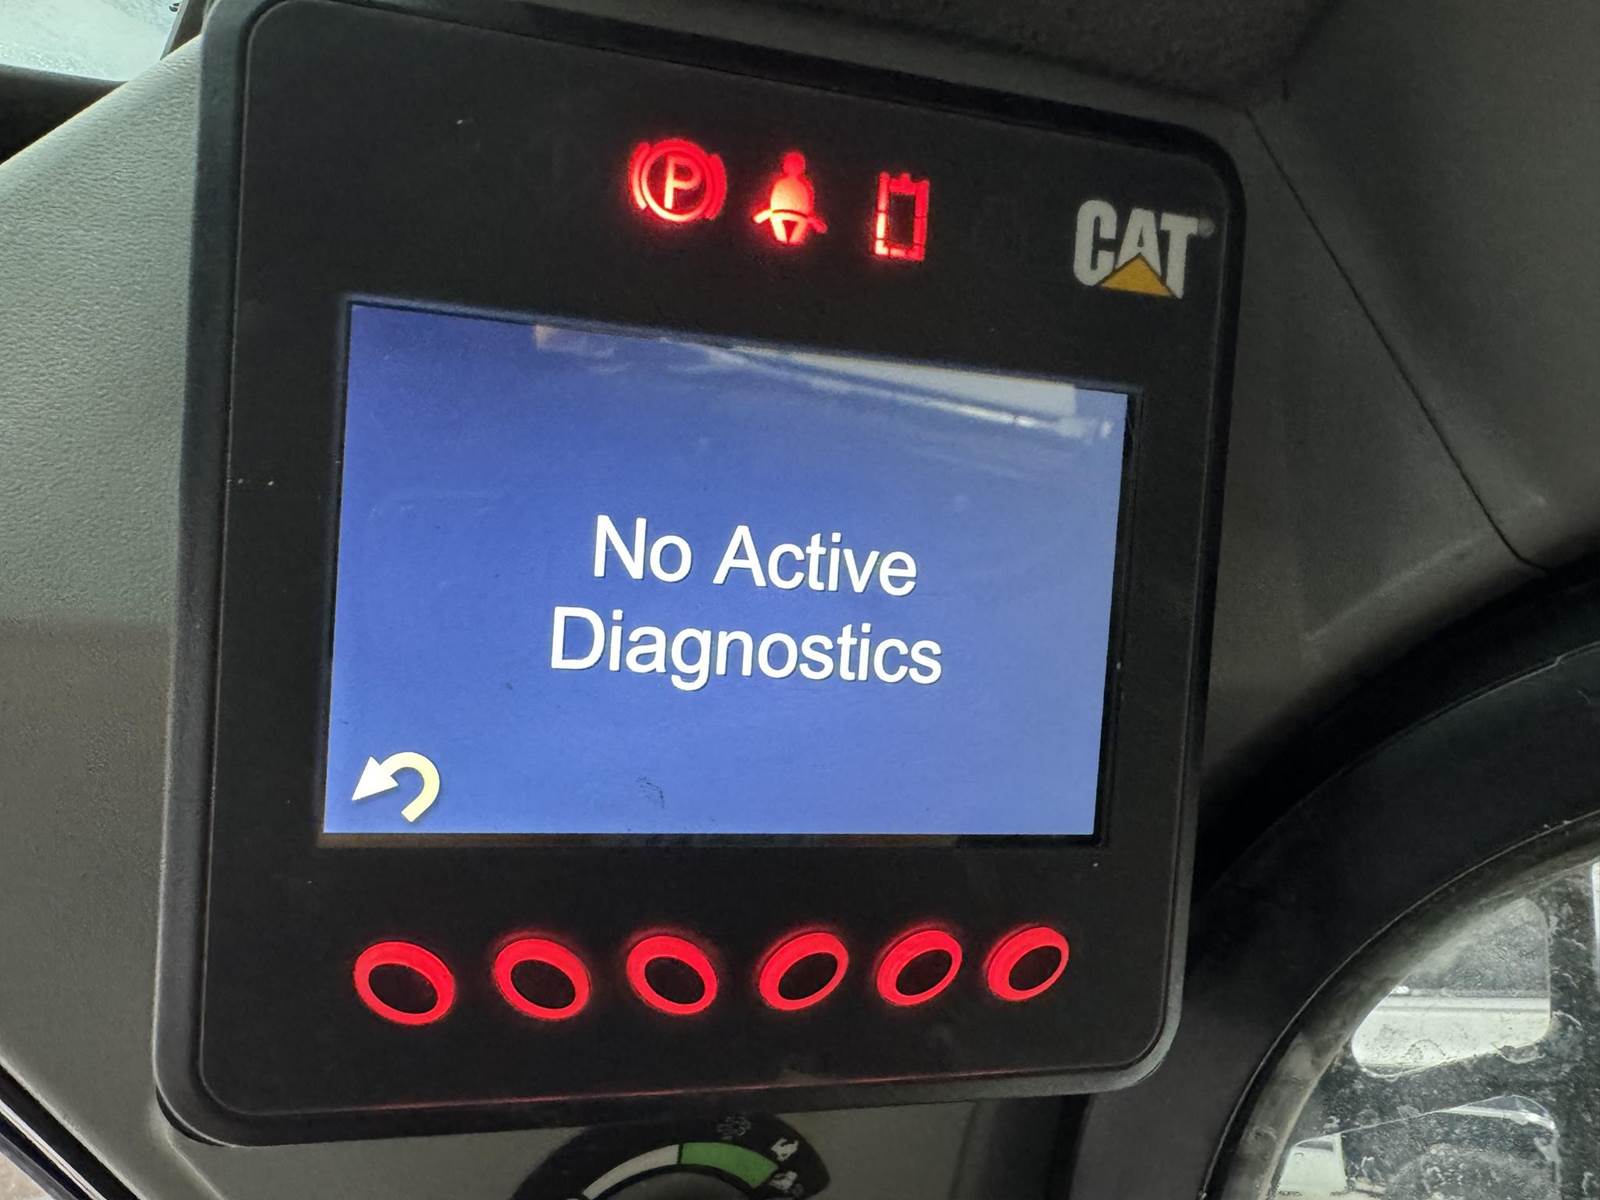 P
CAT®
No Active
Diagnostics